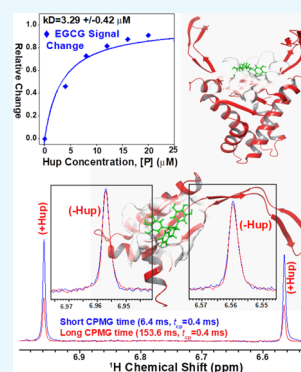 kD=3.29 +/-0.42 μM
EGCG Signal
Change
Relative Change
1.0
0.8
0.6
0.4
0.2
0.0
0 5 10 15 20 25
Hup Concentration, [P] (μM)
(+Hup)
(-Hup)
(-Hup)
(+Hup)
6.97 6.96 6.95
6.57 6.56 6.55
Short CPMG time (6.4 ms, tcp=0.4 ms)
Long CPMG time (153.6 ms, tcp=0.4 ms)
6.9 6.8 6.7 6.6
1H Chemical Shift (ppm)